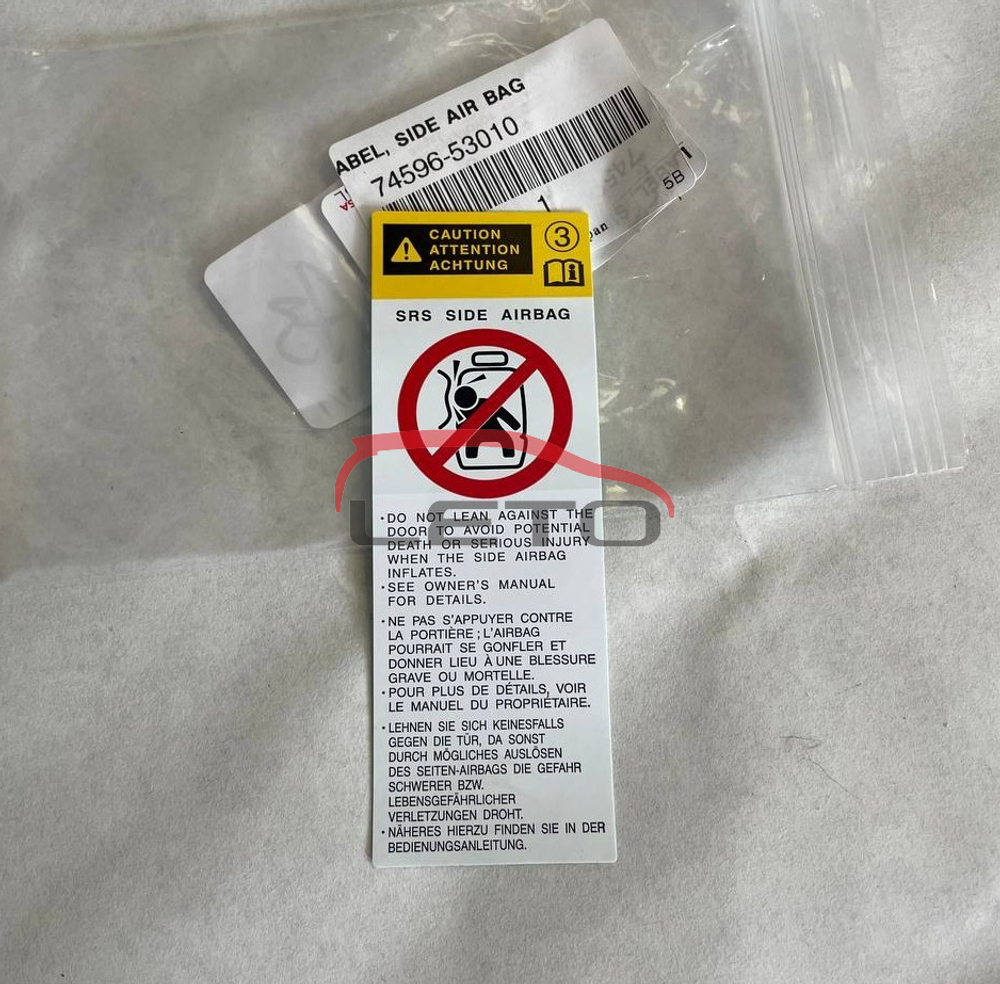 ABEL, SIDE AIR BAG
74596-53010
1
5B
CAUTION
ATTENTION
ACHTUNG
3
SRS SIDE AIRBAG
LETO
·DO NOT LEAN AGAINST THE
DOOR TO AVOID POTENTIAL
DEATH OR SERIOUS INJURY
WHEN THE SIDE AIRBAG
INFLATES.
·SEE OWNER'S MANUAL
FOR DETAILS.
·NE PAS S'APPUYER CONTRE
LA PORTIÈRE ; L'AIRBAG
POURRAIT SE GONFLER ET
DONNER LIEU À UNE BLESSURE
GRAVE OU MORTELLE.
·POUR PLUS DE DÉTAILS, VOIR
LE MANUEL DU PROPRIÉTAIRE.
·LEHNEN SIE SICH KEINESFALLS
GEGEN DIE TÜR, DA SONST
DURCH MÖGLICHES AUSLÖSEN
DES SEITEN-AIRBAGS DIE GEFAHR
SCHWERER BZW.
LEBENSGEFÄHRLICHER
VERLETZUNGEN DROHT.
·NÄHERES HIERZU FINDEN SIE IN DER
BEDIENUNGSANLEITUNG.